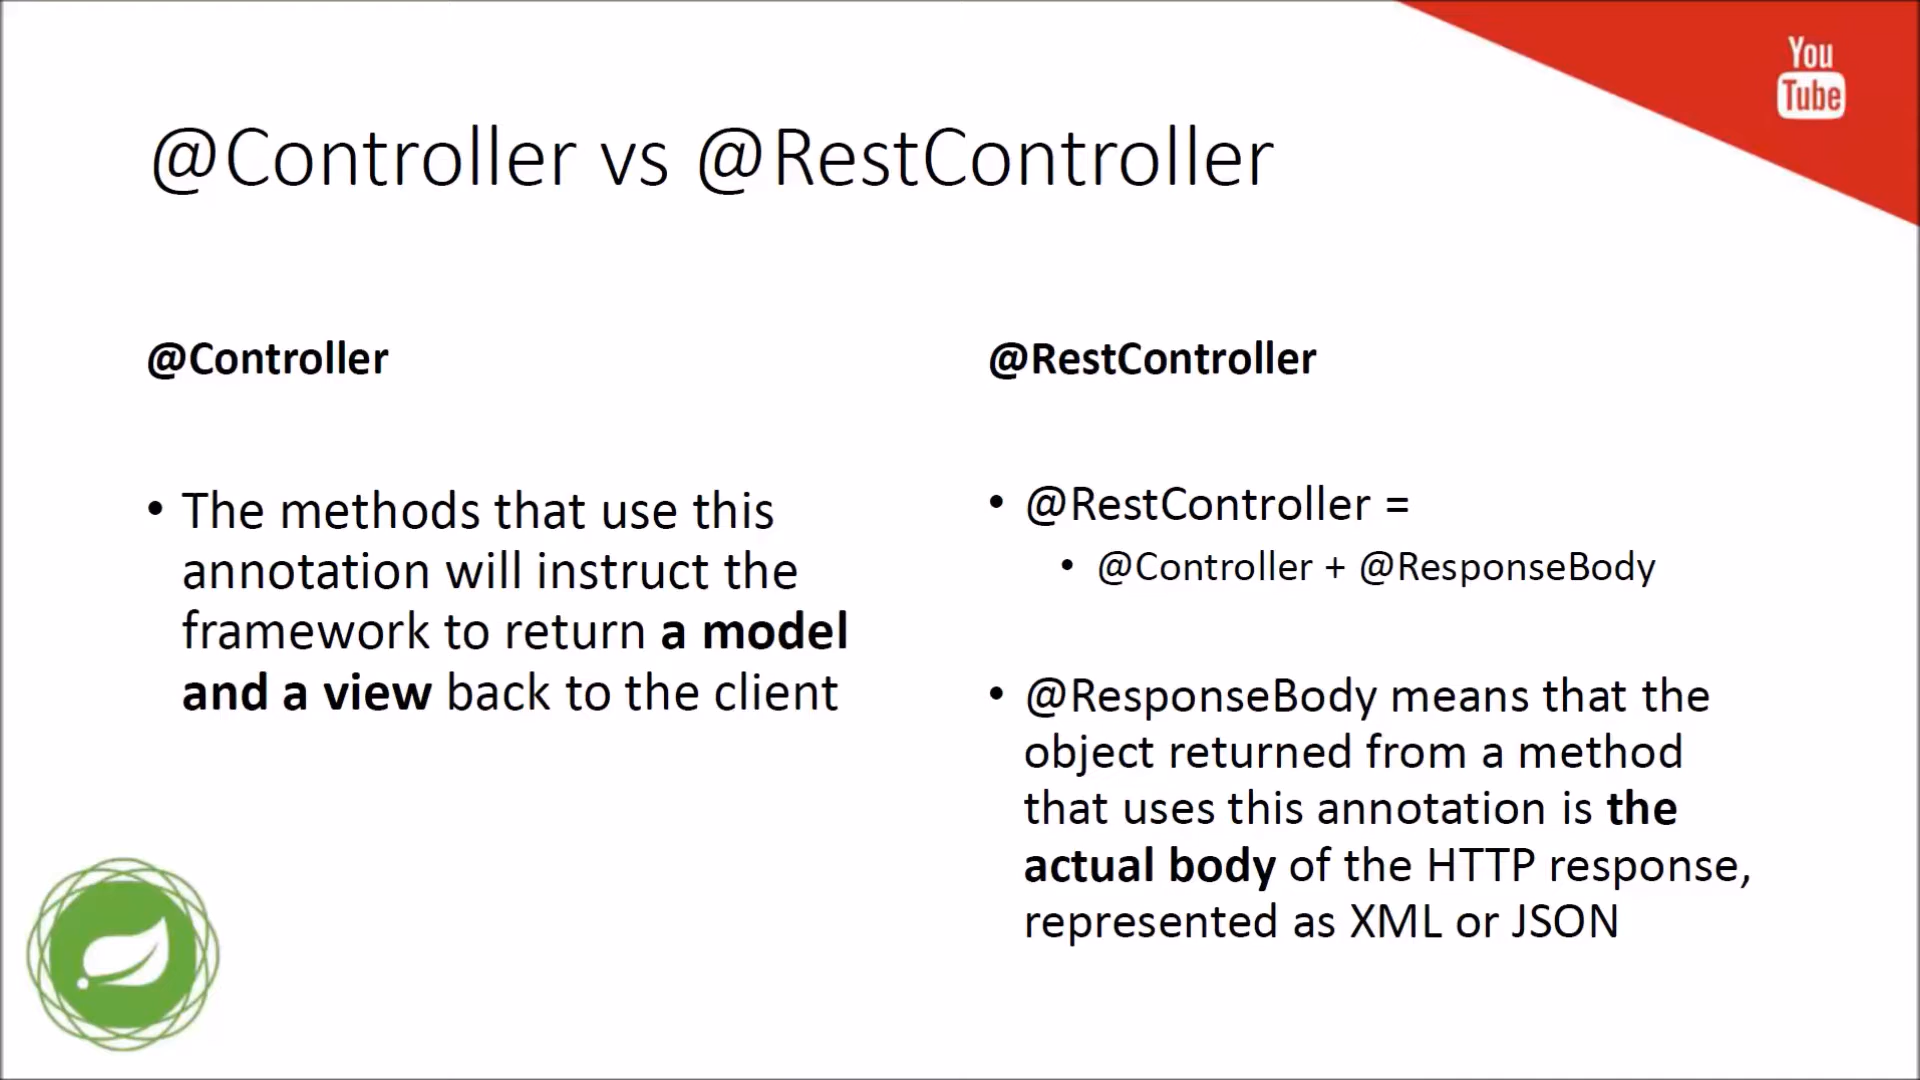 You
Tube
@Controller vs @RestController
@Controller
• The methods that use this
annotation will instruct the
framework to return a model
and a view back to the client
@RestController
• @RestController =
• @Controller + @ResponseBody
• @ResponseBody means that the
object returned from a method
that uses this annotation is the
actual body of the HTTP response,
represented as XML or JSON